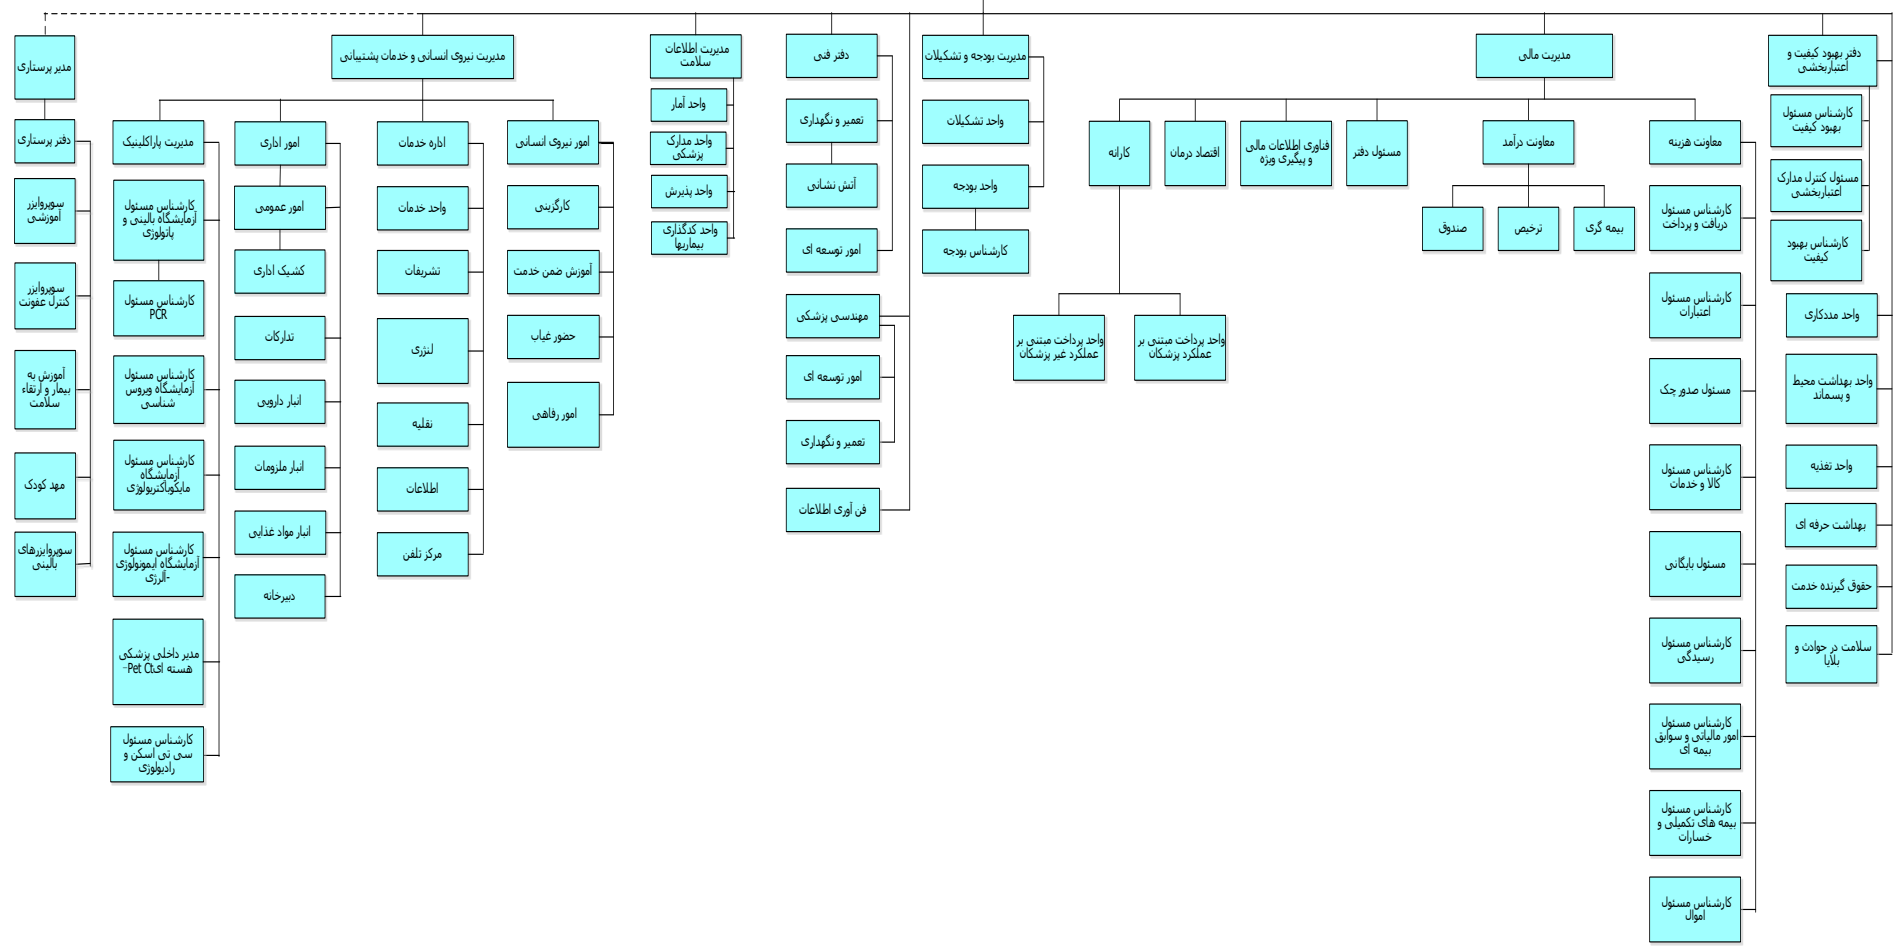 دفتر بهبود کیفیت و
اعتباربخشی
کارشناس مسئول
بهبود کیفیت
مسئول کنترل مدارک
اعتباربخشی
کارشناس بهبود
کیفیت
واحد مددکاری
واحد بهداشت محیط
و پسماند
واحد تغذیه
بهداشت حرفه ای
حقوق گیرنده خدمت
سلامت در حوادث و
بلایا
مدیریت مالی
معاونت هزینه
کارشناس مسئول
دریافت و پرداخت
کارشناس مسئول
اعتبارات
مسئول صدور چک
کارشناس مسئول
کالا و خدمات
مسئول بایگانی
کارشناس مسئول
رسیدگی
کارشناس مسئول
امور مالیاتی و سوابق
بیمه ای
کارشناس مسئول
بیمه های تکمیلی و
خسارات
کارشناس مسئول
اموال
معاونت درآمد
بیمه گری
ترخیص
صندوق
مسئول دفتر
فناوری اطلاعات مالی
و پیگیری ویژه
اقتصاد درمان
کارانه
واحد پرداخت مبتنی بر
عملکرد پزشکان
واحد پرداخت مبتنی بر
عملکرد غیر پزشکان
مدیریت بودجه و تشکیلات
واحد تشکیلات
واحد بودجه
کارشناس بودجه
دفتر فنی
تعمیر و نگهداری
آتش نشانی
امور توسعه ای
مهندسی پزشکی
امور توسعه ای
تعمیر و نگهداری
فن آوری اطلاعات
مدیریت اطلاعات
سلامت
واحد آمار
واحد مدارک
پزشکی
واحد پذیرش
واحد کدگذاری
بیماریها
مدیریت نیروی انسانی و خدمات پشتیبانی
امور نیروی انسانی
کارگزینی
آموزش ضمن خدمت
حضور غیاب
امور رفاهی
اداره خدمات
واحد خدمات
تشریفات
لنژری
نقلیه
اطلاعات
مرکز تلفن
امور اداری
امور عمومی
کشیک اداری
تدارکات
انبار دارویی
انبار ملزومات
انبار مواد غذایی
دبیرخانه
مدیریت پاراکلینیک
کارشناس مسئول
آزمایشگاه بالینی و
پاتولوژی
کارشناس مسئول
PCR
کارشناس مسئول
آزمایشگاه ویروس
شناسی
کارشناس مسئول
آزمایشگاه
مایکوباکتریولوژی
کارشناس مسئول
آزمایشگاه ایمونولوژی
-آلرژی
مدیر داخلی پزشکی
هسته ایPet Ct-
کارشناس مسئول
سی تی اسکن و
رادیولوژی
مدیر پرستاری
دفتر پرستاری
سوپروایزر
آموزشی
سوپروایزر
کنترل عفونت
آموزش به
بیمار و ارتقاء
سلامت
مهد کودک
سوپروایزرهای
بالینی